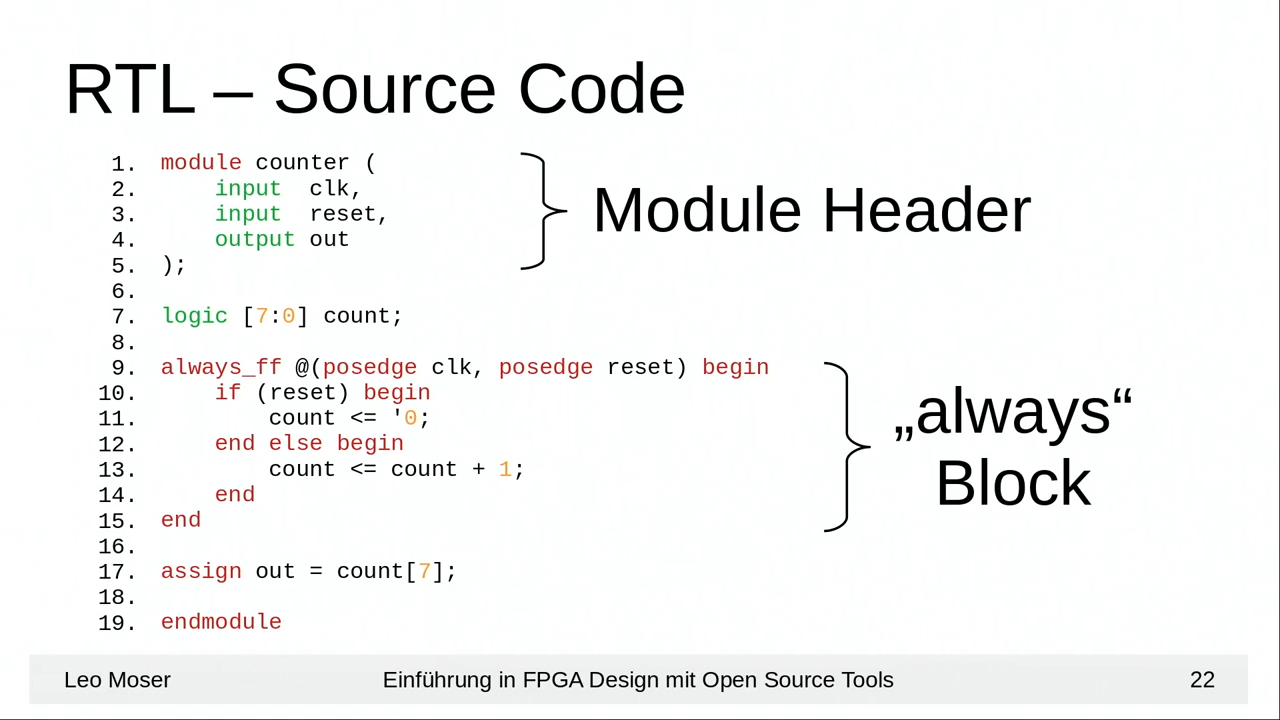 RTL – Source Code
1. module counter (
2.     input  clk,
3.     input  reset,
4.     output out
5. );
6.
7. logic [7:0] count;
8.
9. always_ff @(posedge clk, posedge reset) begin
10.     if (reset) begin
11.         count <= '0;
12.     end else begin
13.         count <= count + 1;
14.     end
15. end
16.
17. assign out = count[7];
18.
19. endmodule
Module Header
„always“
Block
Leo Moser
Einführung in FPGA Design mit Open Source Tools
22